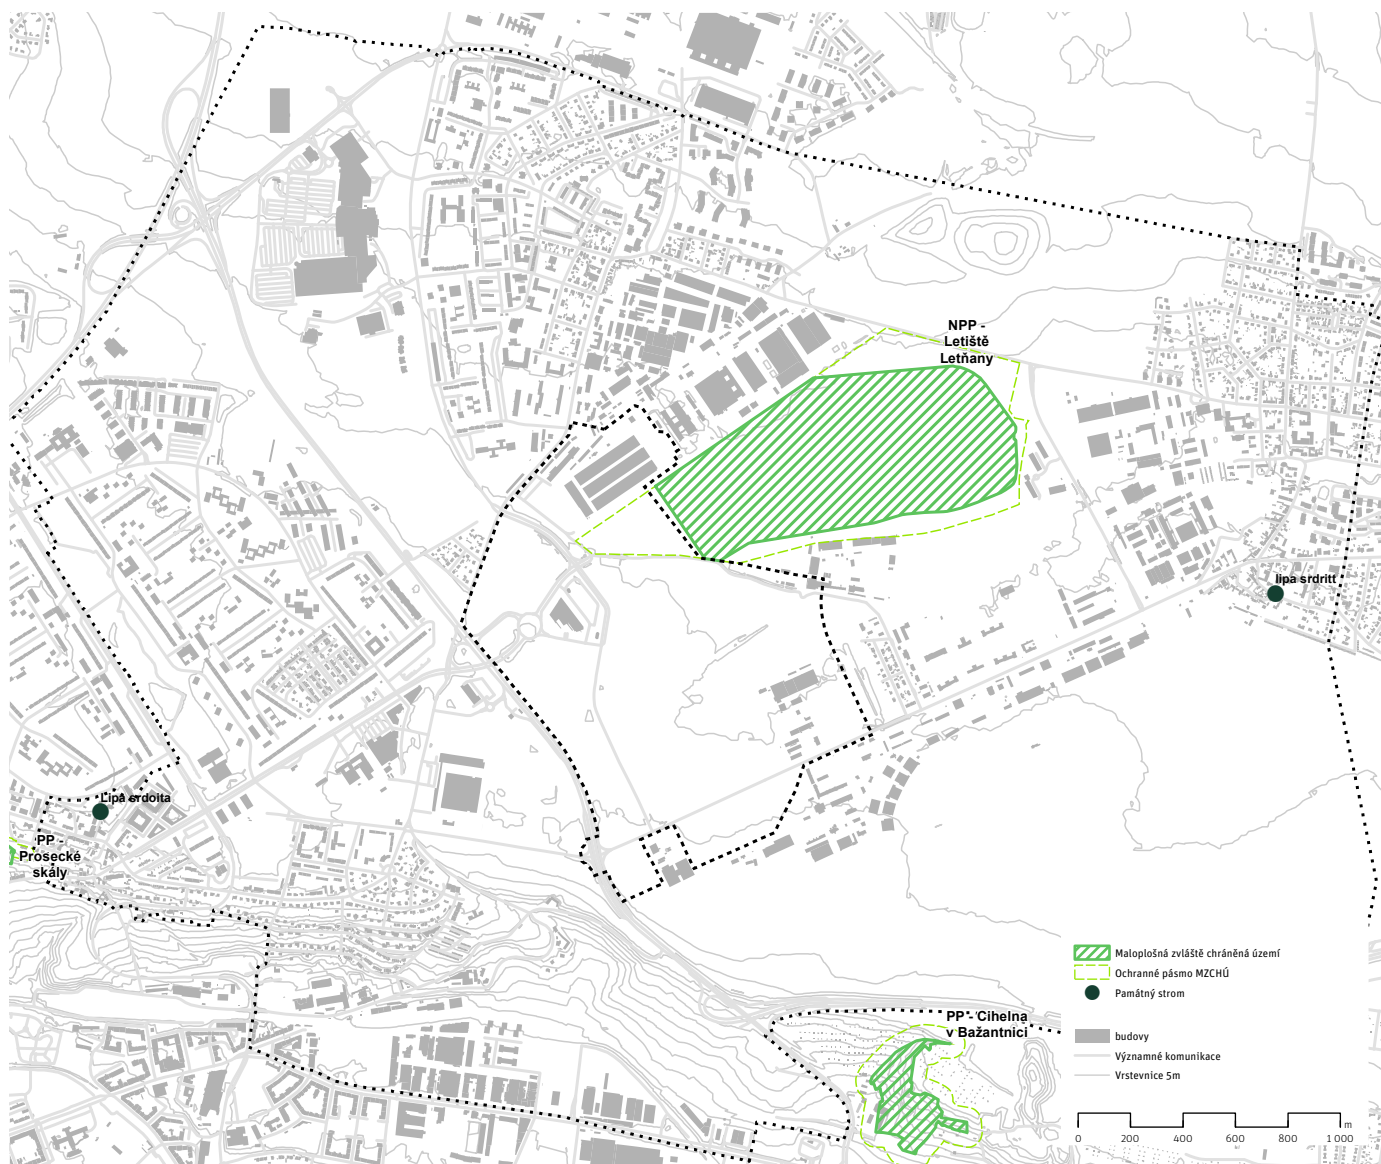 NPP -
Letiště
Letňany
lipa srdritt
Lipa srdoita
PP -
Prosecké
skály
PP - Cihelna
v Bažantnici
Maloplošná zvláště chráněná území
Ochranné pásmo MZCHÚ
Památný strom
budovy
Významné komunikace
Vrstevnice 5m
0 200 400 600 800 1 000 m